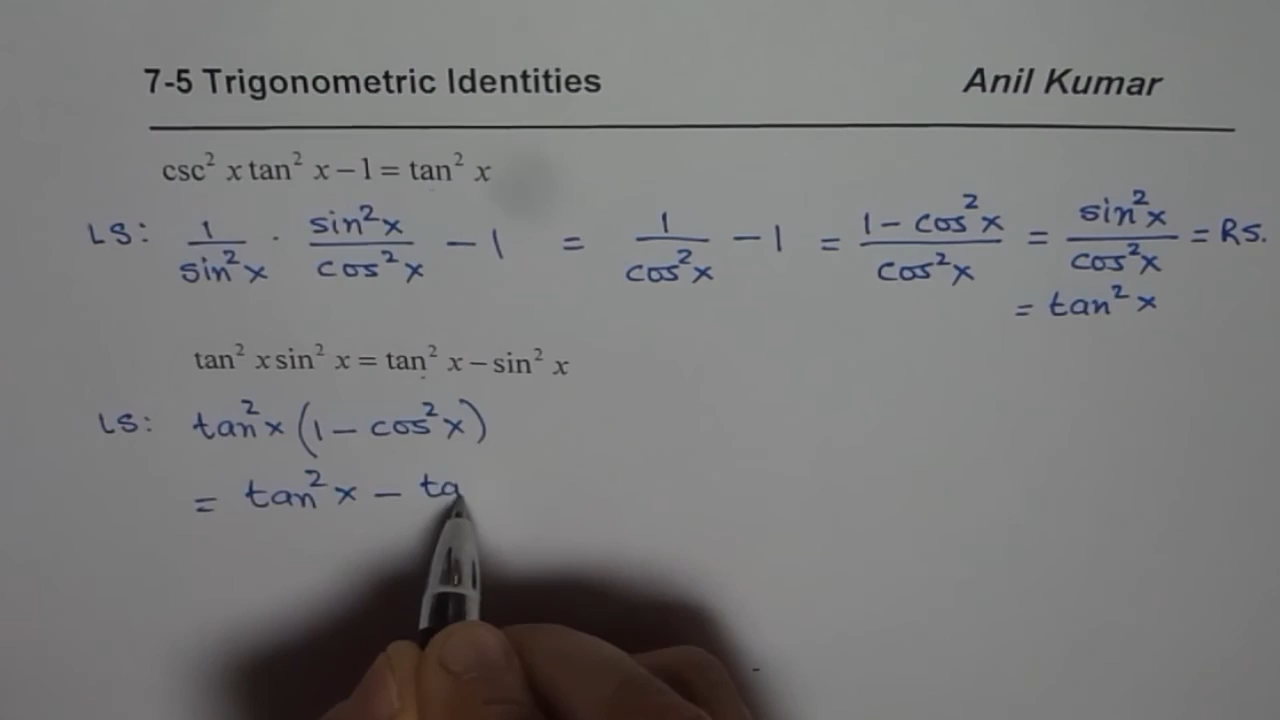 7-5 Trigonometric Identities Anil Kumar
csc² x tan² x − 1 = tan² x
LS: 1/sin²x · sin²x/cos²x − 1 = 1/cos²x − 1 = (1 − cos²x)/cos²x = sin²x/cos²x = RS.
= tan²x
tan² x sin² x = tan² x − sin² x
LS: tan²x (1 − cos²x)
= tan²x − ta